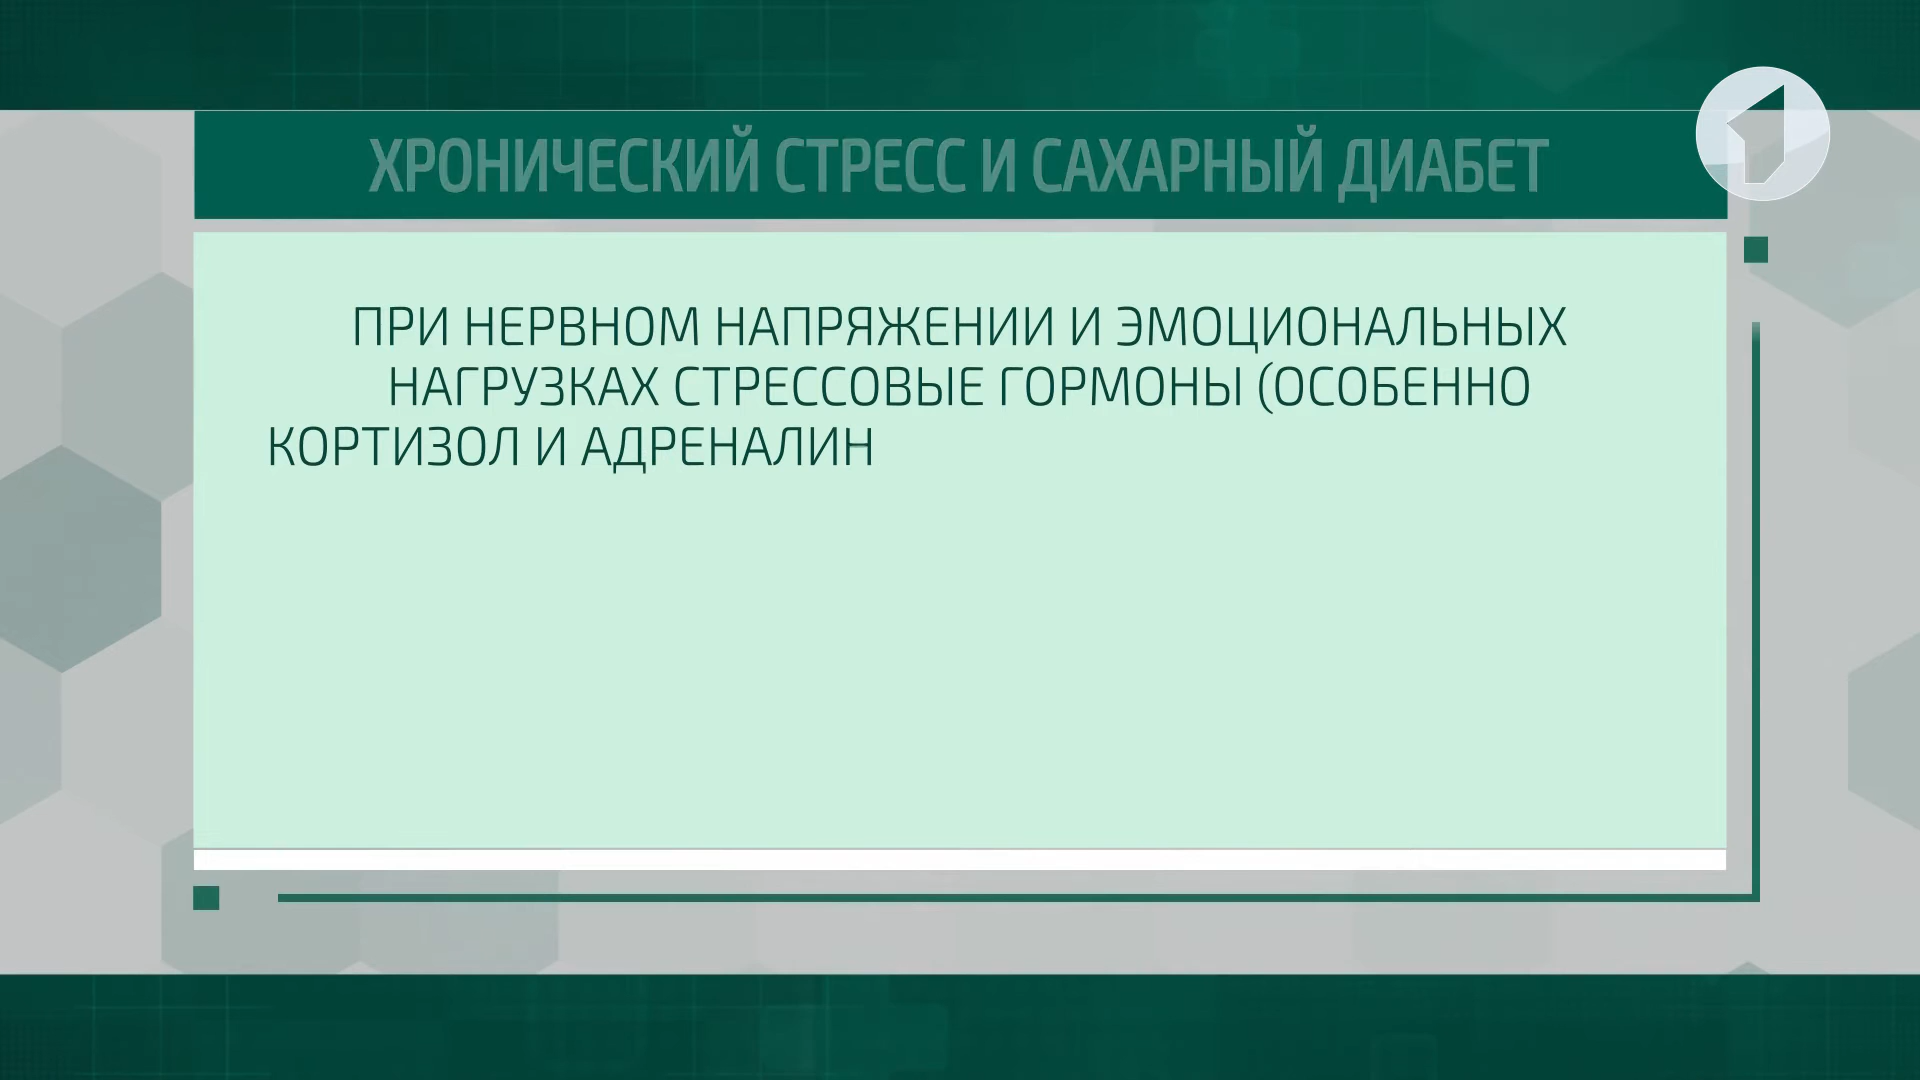 ХРОНИЧЕСКИЙ СТРЕСС И САХАРНЫЙ ДИАБЕТ
ПРИ НЕРВНОМ НАПРЯЖЕНИИ И ЭМОЦИОНАЛЬНЫХ
НАГРУЗКАХ СТРЕССОВЫЕ ГОРМОНЫ (ОСОБЕННО
КОРТИЗОЛ И АДРЕНАЛИН